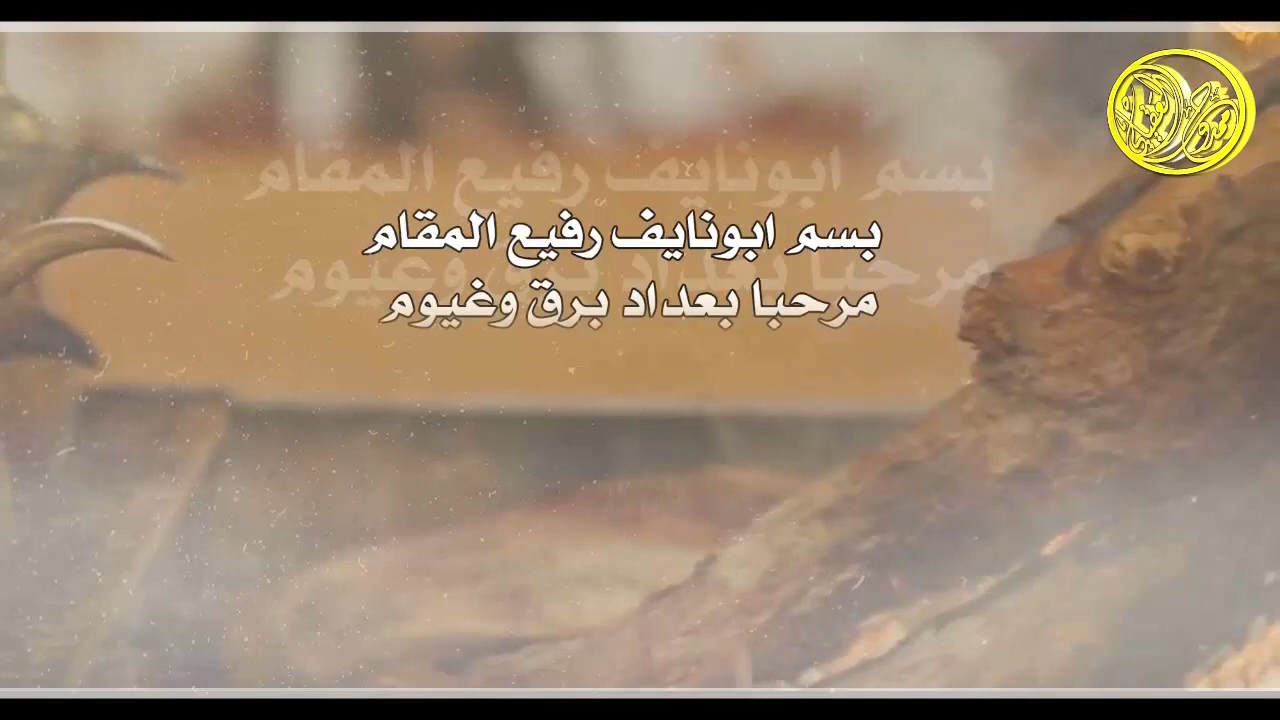 بسم ابونايف رفيع المقام
مرحبا بعداد برق وغيوم